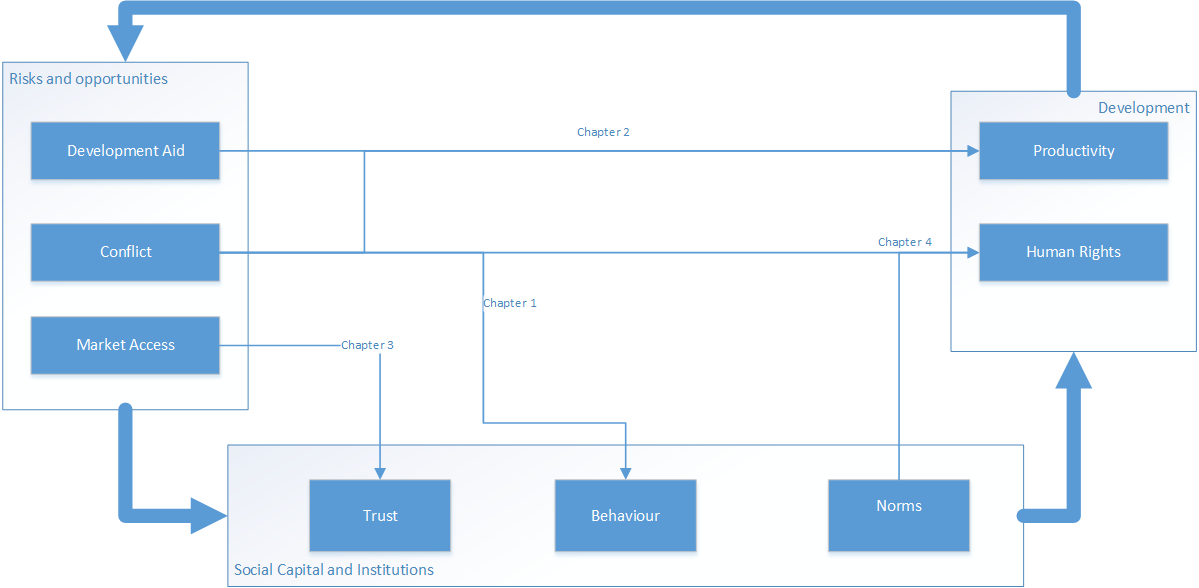 Risks and opportunities
Development
Development Aid
Chapter 2
Productivity
Conflict
Chapter 4
Human Rights
Chapter 1
Market Access
Chapter 3
Trust
Behaviour
Norms
Social Capital and Institutions